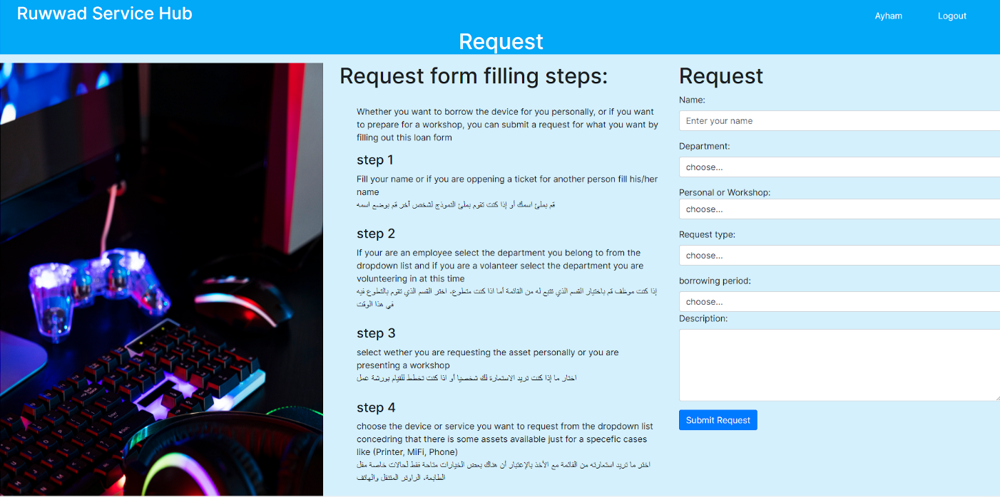 Ruwwad Service Hub
Ayham
Logout
Request
Request form filling steps:
Whether you want to borrow the device for you personally, or if you want
to prepare for a workshop, you can submit a request for what you want by
filling out this loan form
step 1
Fill your name or if you are oppening a ticket for another person fill his/her
name
قم بملئ اسمك أو إذا كنت تقوم بملئ النموذج لشخص آخر قم بوضع اسمه
step 2
If your are an employee select the department you belong to from the
dropdown list and if you are a volanteer select the department you are
volunteering in at this time
إذا كنت موظف قم باختيار القسم الذي تتبع له من القائمة أما اذا كنت متطوع، اختر القسم الذي تقوم بالتطوع فيه
في هذا الوقت
step 3
select wether you are requesting the asset personally or you are
presenting a workshop
اختار ما إذا كنت تريد الاستمارة لك شخصيا أو اذا كنت تخطط للقيام بورشة عمل
step 4
choose the device or service you want to request from the dropdown list
concedring that there is some assets available just for a specefic cases
like (Printer, MiFi, Phone)
اختر ما تريد استعارته من القائمة مع الأخذ بالإعتبار أن هناك بعض الخيارات متاحة فقط لحالات خاصة مثل
الطابعة، الراوتر المتنقل والهاتف
Request
Name:
Enter your name
Department:
choose...
Personal or Workshop:
choose...
Request type:
choose...
borrowing period:
choose...
Description:
Submit Request